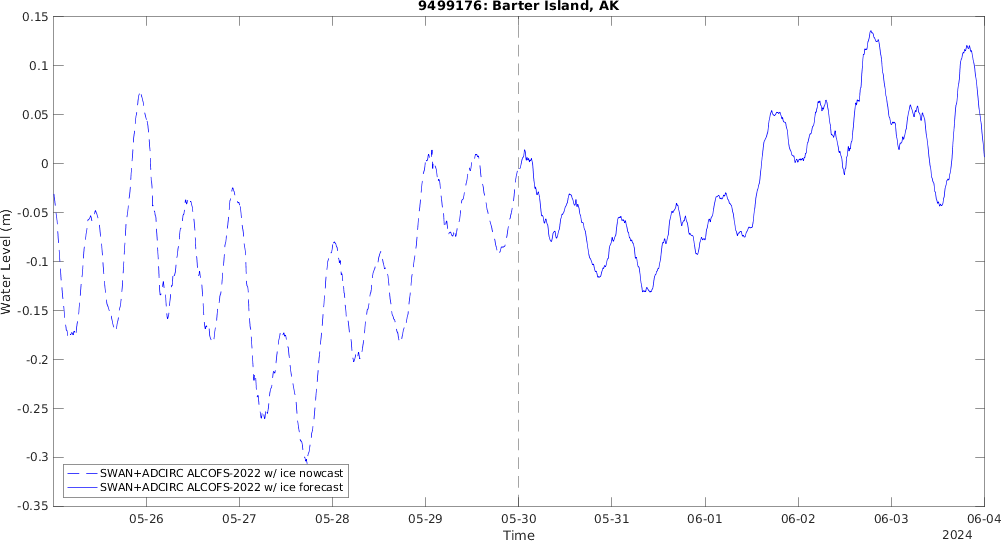 9499176: Barter Island, AK
0.15
0.1
0.05
0
-0.05
-0.1
-0.15
-0.2
-0.25
-0.3
-0.35
Water Level (m)
SWAN+ADCIRC ALCOFS-2022 w/ ice nowcast
SWAN+ADCIRC ALCOFS-2022 w/ ice forecast
05-26 05-27 05-28 05-29 05-30 05-31 06-01 06-02 06-03 06-04
Time
2024